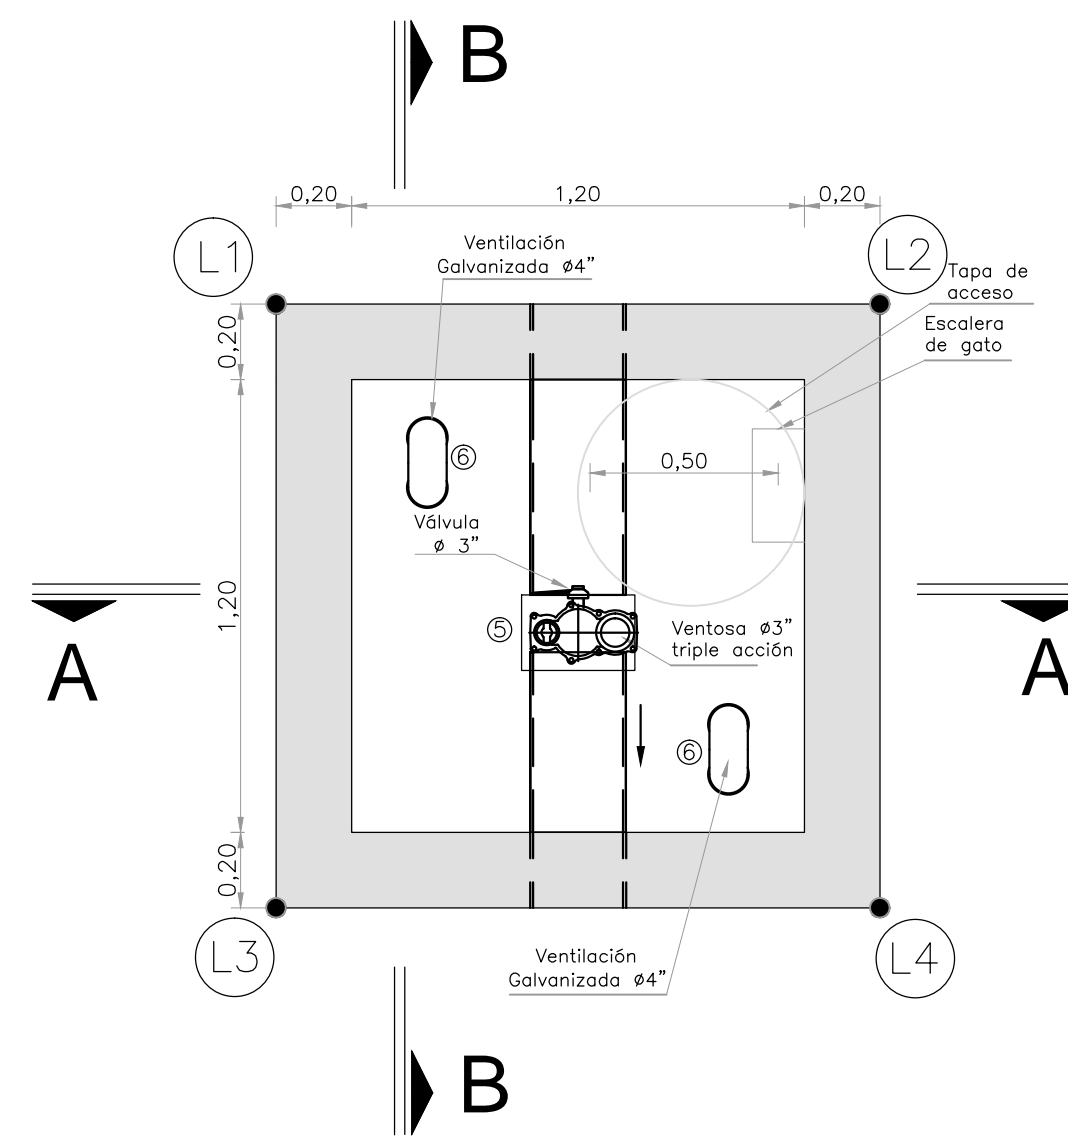 B
0,20
1,20
0,20
L1
L2
Ventilación
Galvanizada ø4”
Tapa de
acceso
Escalera
de gato
0,20
6
0,50
Válvula
ø 3”
1,20
A
A
5
Ventosa ø3”
triple acción
6
0,20
L3
L4
Ventilación
Galvanizada ø4”
B